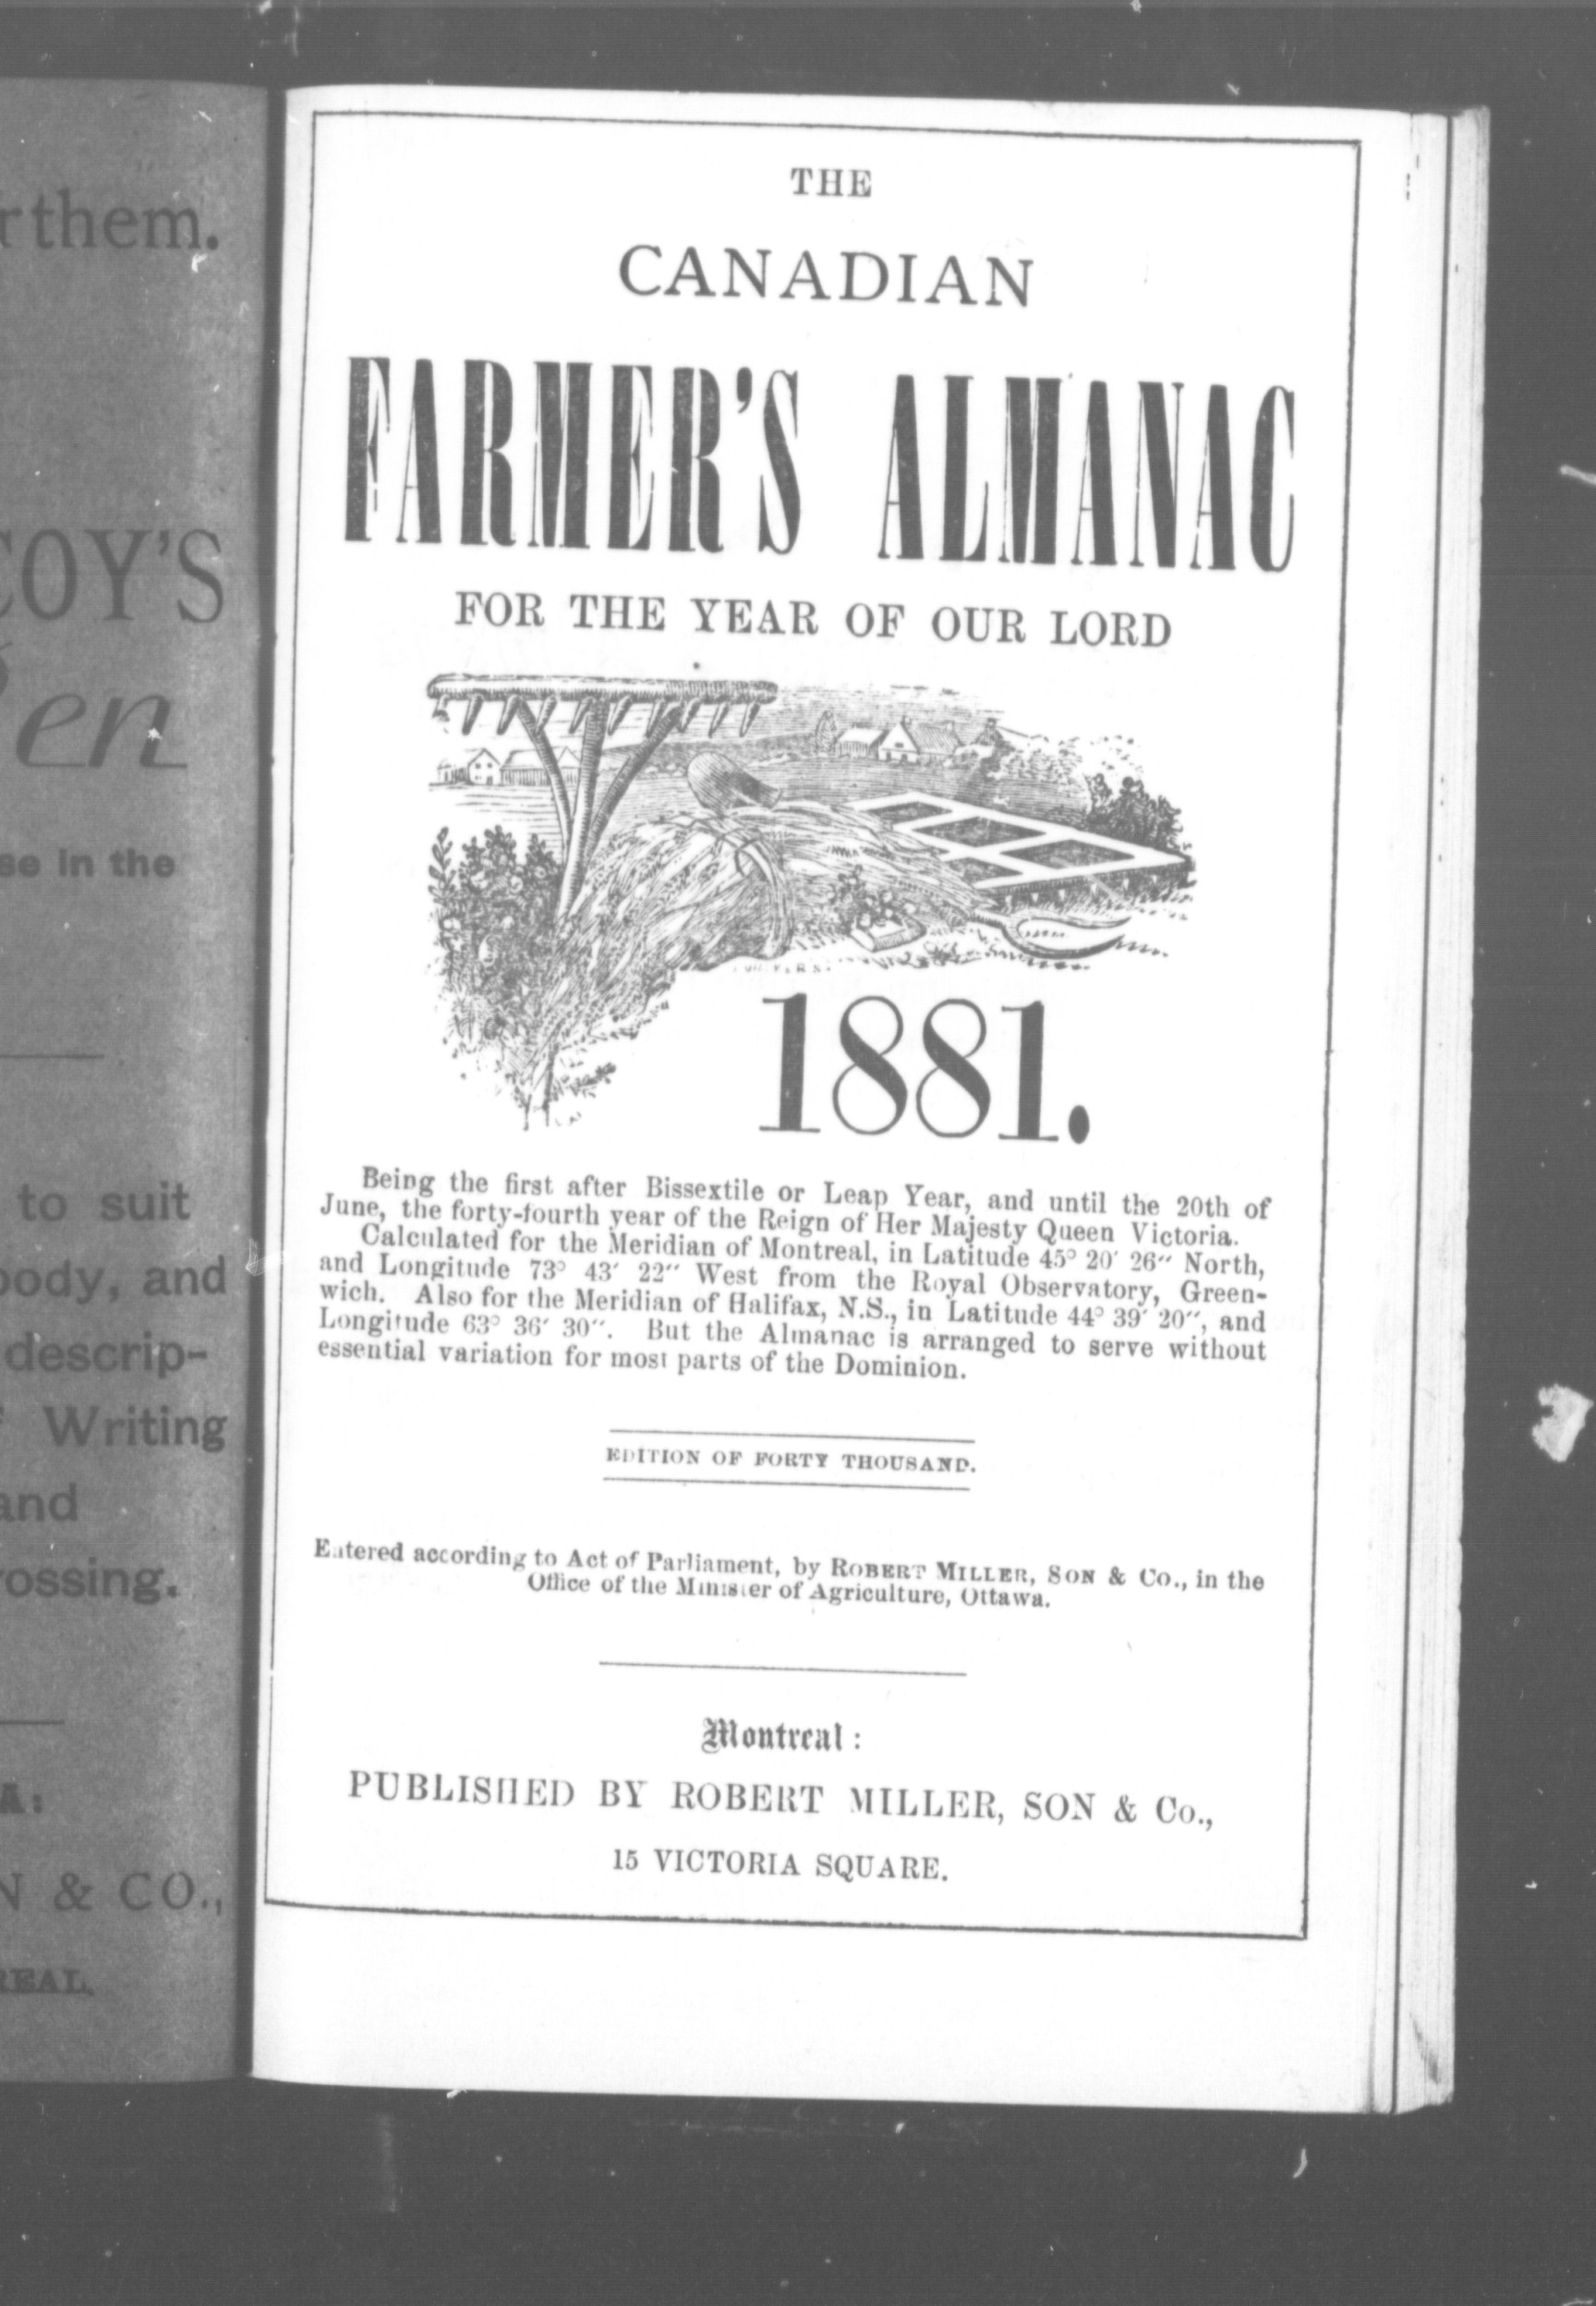 r them.
COY'S
en
se in the
to suit
body, and
descrip-
Writing
and
rossing.
A:
N & CO.,
REAL.
THE
CANADIAN
FARMER'S ALMANAC
FOR THE YEAR OF OUR LORD
1881.
Being the first after Bissextile or Leap Year, and until the 20th of
June, the forty-fourth year of the Reign of Her Majesty Queen Victoria.
Calculated for the Meridian of Montreal, in Latitude 45° 20′ 26″ North,
and Longitude 73° 43′ 22″ West from the Royal Observatory, Green-
wich. Also for the Meridian of Halifax, N.S., in Latitude 44° 39′ 20″, and
Longitude 63° 36′ 30″. But the Almanac is arranged to serve without
essential variation for most parts of the Dominion.
EDITION OF FORTY THOUSAND.
Entered according to Act of Parliament, by ROBERT MILLER, SON & Co., in the
Office of the Minister of Agriculture, Ottawa.
Montreal:
PUBLISHED BY ROBERT MILLER, SON & Co.,
15 VICTORIA SQUARE.